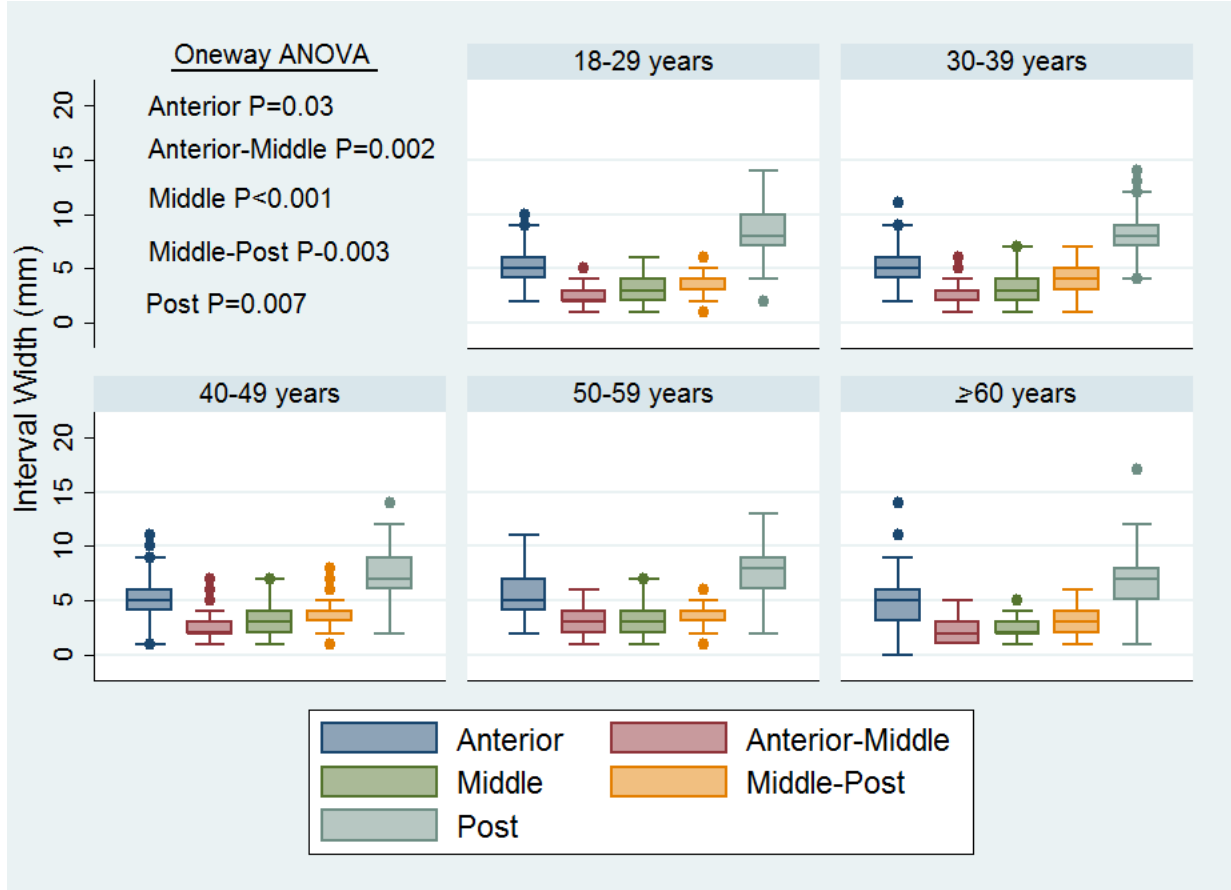 Oneway ANOVA
Anterior P=0.03
Anterior-Middle P=0.002
Middle P<0.001
Middle-Post P-0.003
Post P=0.007
18-29 years
30-39 years
20
15
10
5
0
Interval Width (mm)
40-49 years
50-59 years
≥60 years
20
15
10
5
0
Anterior
Anterior-Middle
Middle
Middle-Post
Post